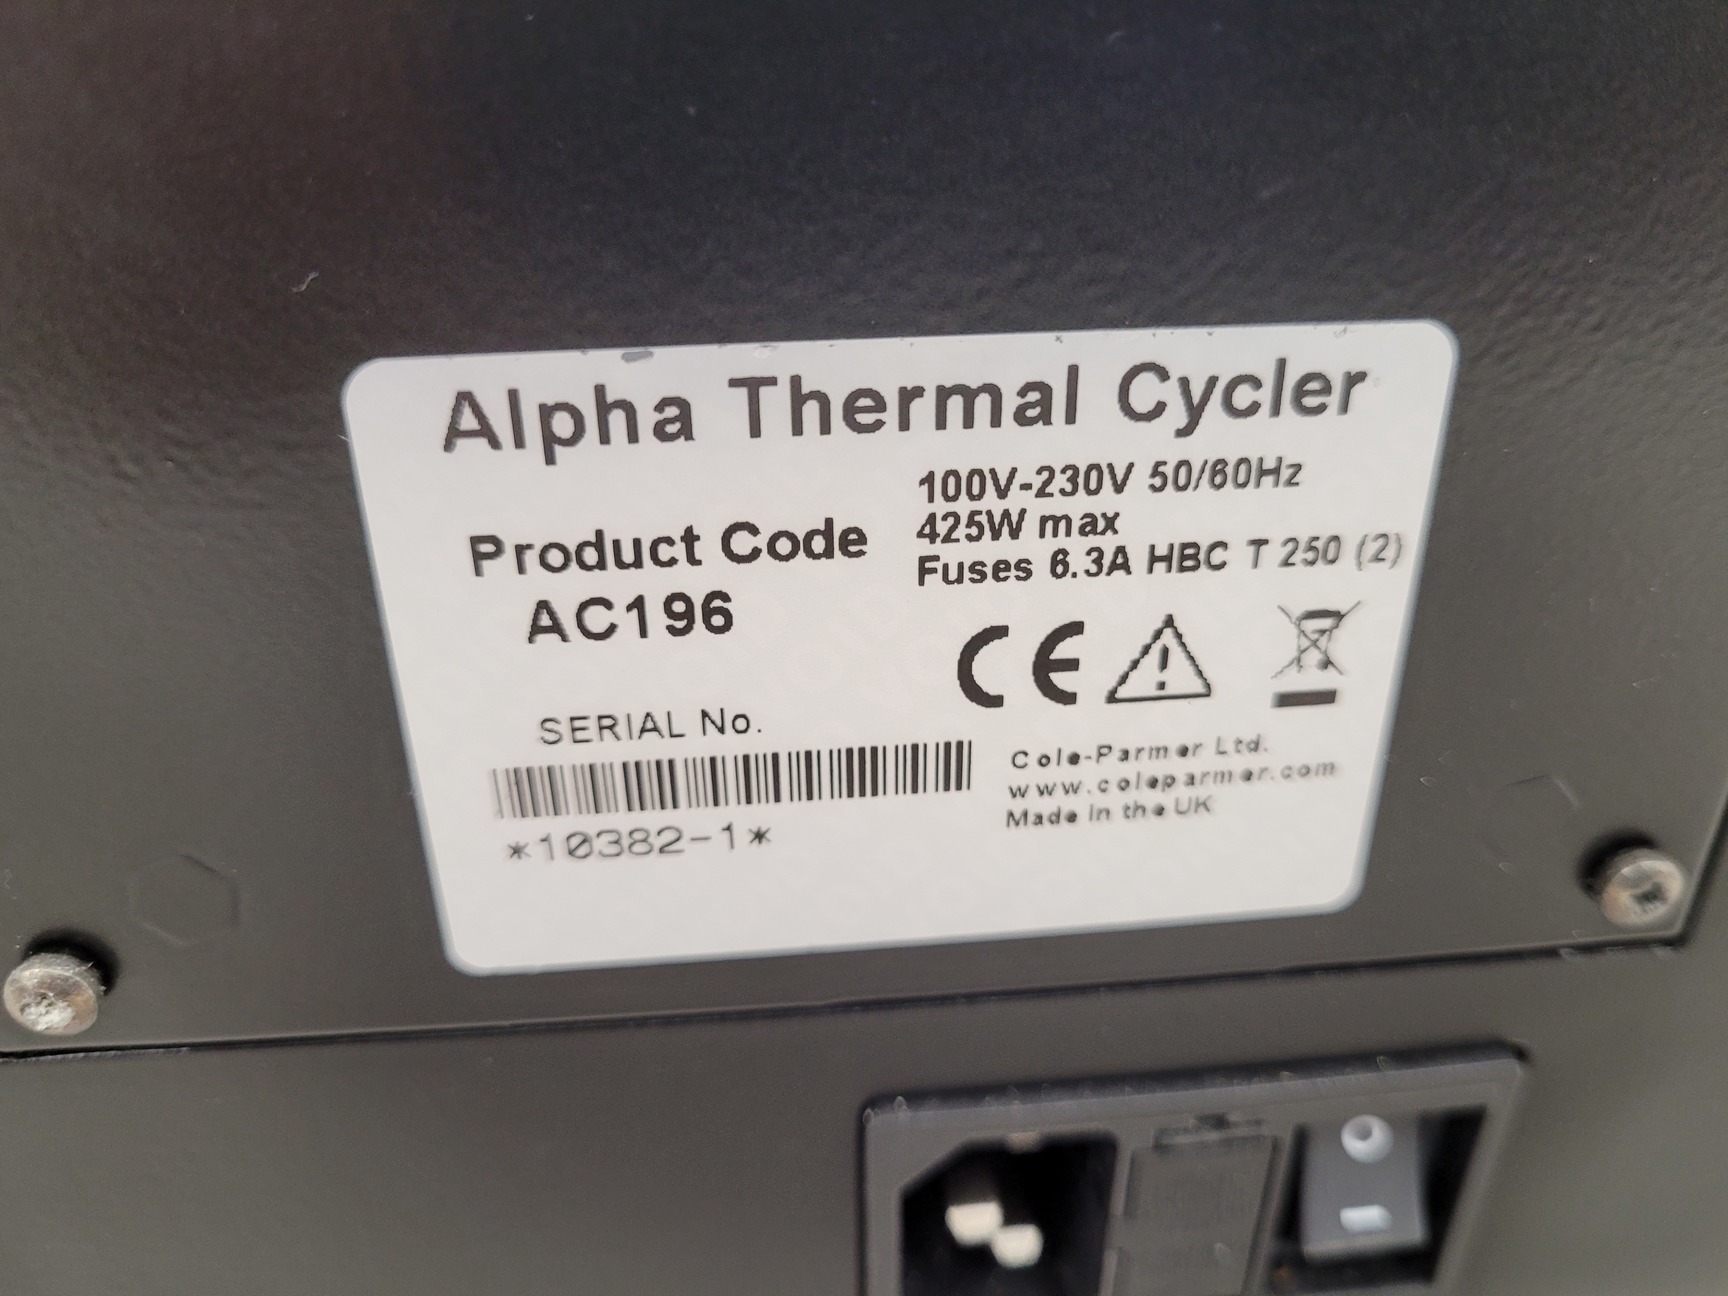 Alpha Thermal Cycler
100V-230V 50/60Hz
425W max
Fuses 6.3A HBC T 250 (2)
Product Code
AC196
CE
SERIAL No.
*10382-1*
Cole-Parmer Ltd.
www.coleparmer.com
Made in the UK